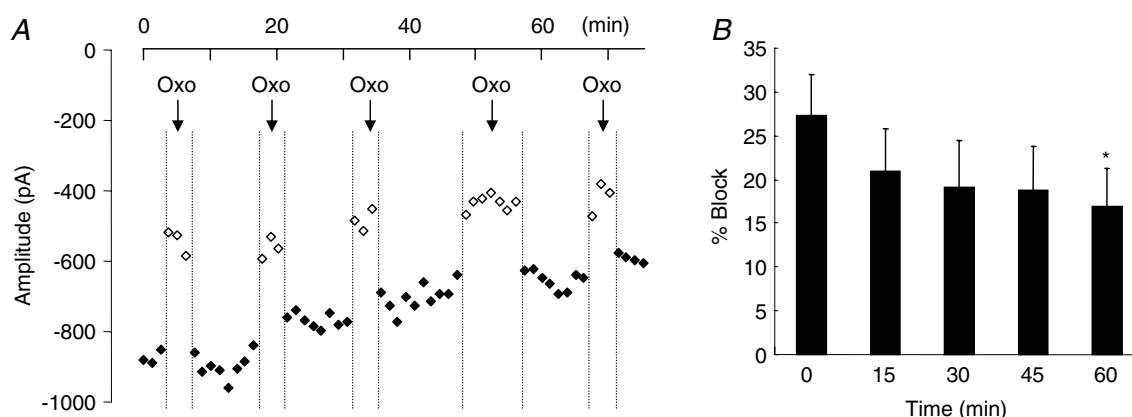 A
0 20 40 60 (min)
0
Oxo Oxo Oxo Oxo Oxo
-200
-400
-600
-800
-1000
Amplitude (pA)
B
35
30
25
20
15
10
5
0
% Block
*
0 15 30 45 60
Time (min)